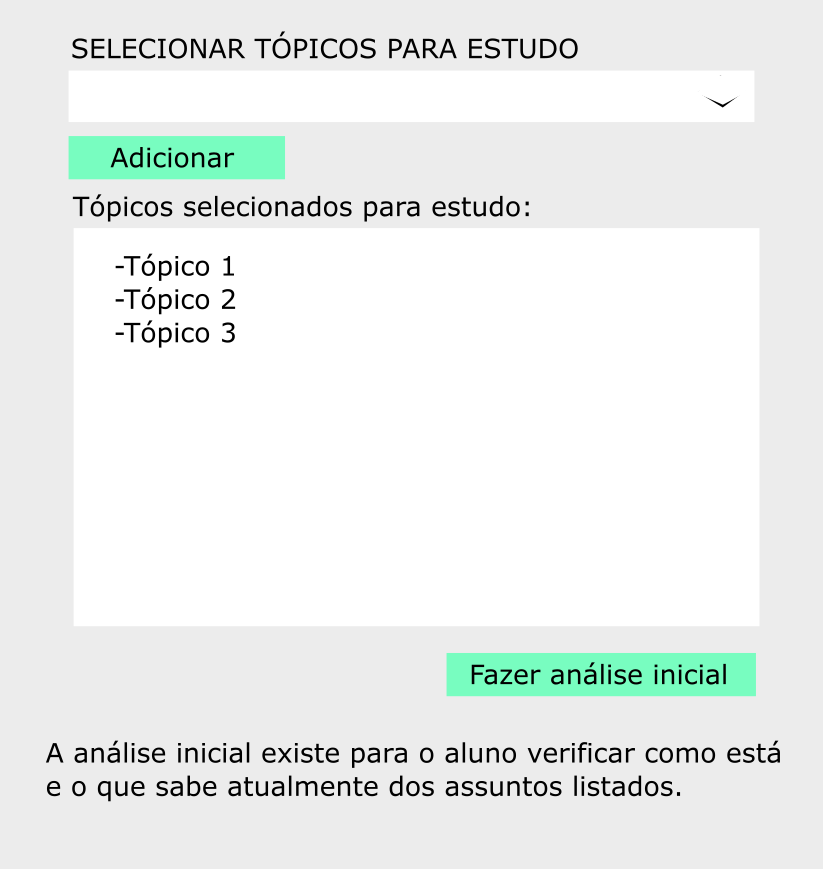 SELECIONAR TÓPICOS PARA ESTUDO
Adicionar
Tópicos selecionados para estudo:
-Tópico 1
-Tópico 2
-Tópico 3
Fazer análise inicial
A análise inicial existe para o aluno verificar como está
e o que sabe atualmente dos assuntos listados.